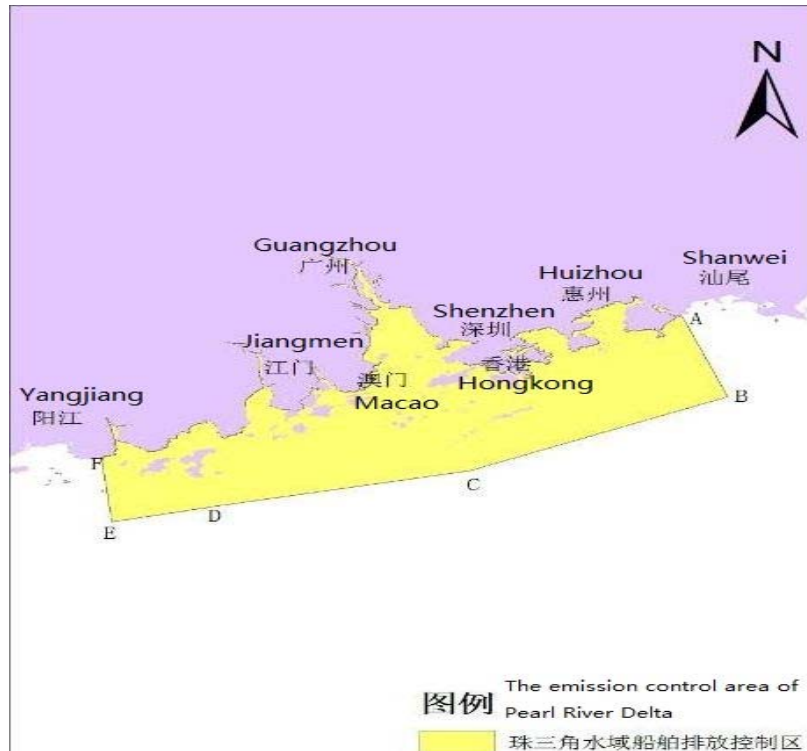 N
Guangzhou
广州
Shanwei
汕尾
Huizhou
惠州
A
Shenzhen
深圳
Jiangmen
江门
香港
Hongkong
澳门
Macao
Yangjiang
阳江
B
F
C
D
E
图例
The emission control area of
Pearl River Delta
珠三角水域船舶排放控制区